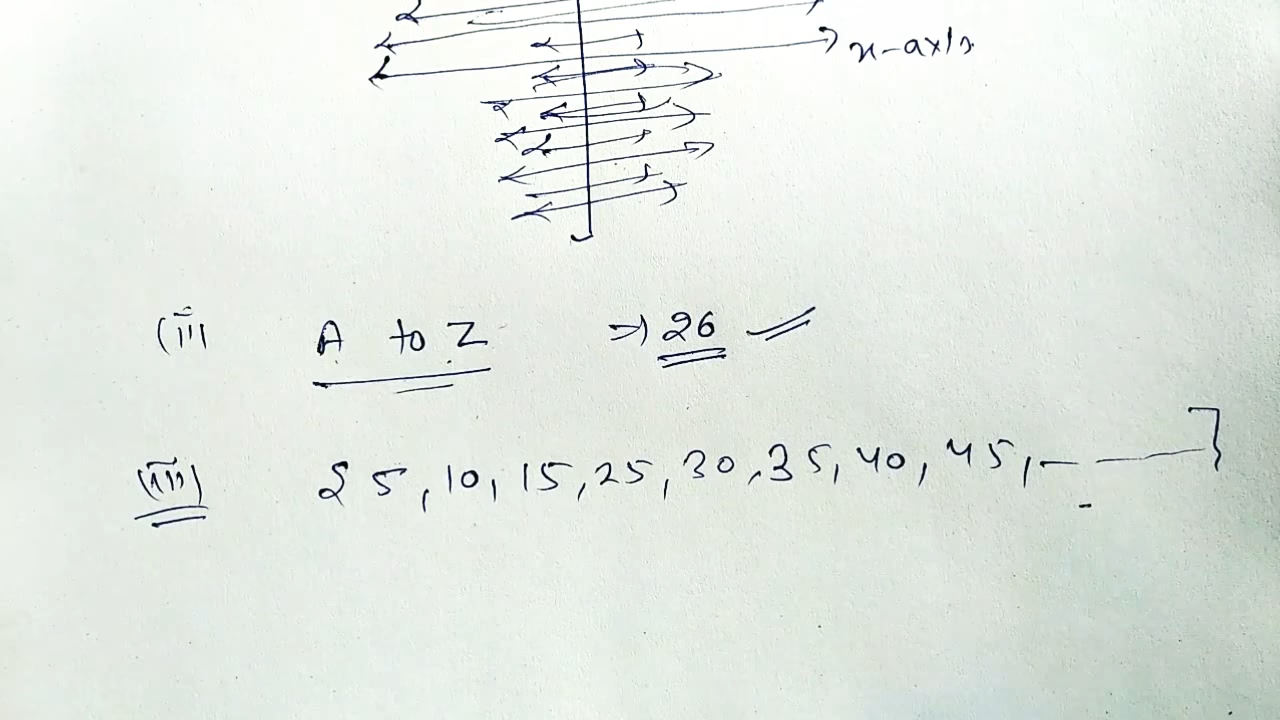 x-axis
(ii) A to Z => 26
(iii) { 5, 10, 15, 25, 30, 35, 40, 45, - — }